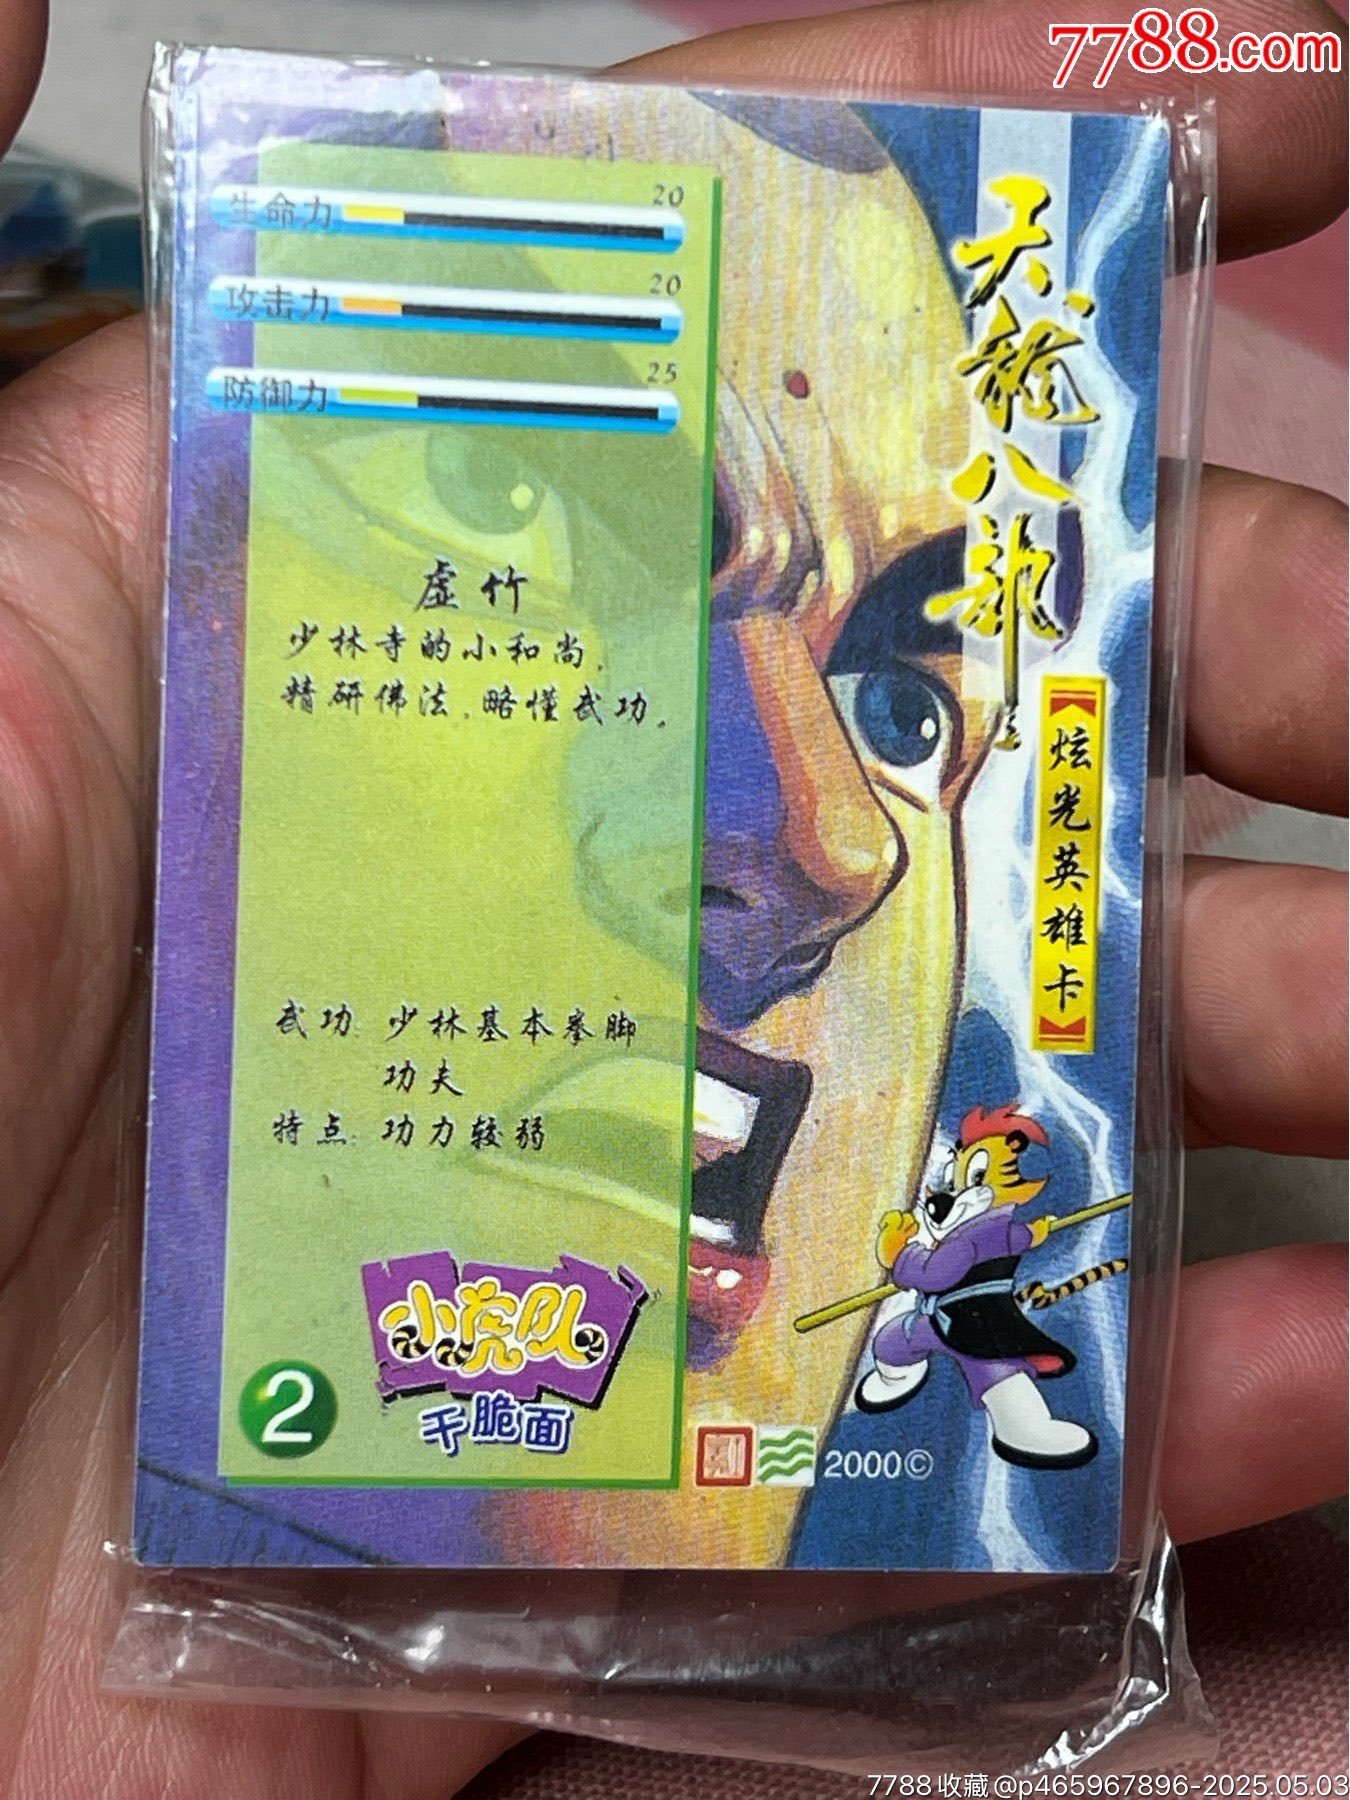 7788.com
生命力 20
攻击力 20
防御力 25
天龍八部
炫光英雄卡
虚竹
少林寺的小和尚,
精研佛法,略懂武功。
武功:少林基本拳脚
功夫
特点:功力较弱
小虎队
干脆面
2
2000©
7788收藏@p465967896-2025.05.03